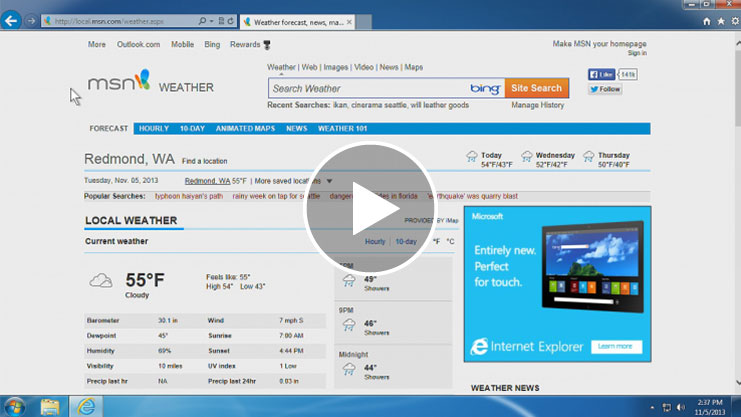 http://local.msn.com/weather.aspx
Weather forecast, news, ma...
More Outlook.com Mobile Bing Rewards
Make MSN your homepage
Sign in
msn WEATHER
Weather | Web | Images | Video | News | Maps
Search Weather bing Site Search
Recent Searches: ikan, cinerama seattle, will leather goods Manage History
Like 141k
Follow
FORECAST HOURLY 10-DAY ANIMATED MAPS NEWS WEATHER 101
Redmond, WA Find a location
Today 54°F/43°F
Wednesday 52°F/42°F
Thursday 50°F/40°F
Tuesday, Nov. 05, 2013 Redmond, WA 55°F | More saved locations
Popular Searches: typhoon haiyan's path rainy week on tap for seattle in florida 'earthquake' was quarry blast
LOCAL WEATHER PROVIDED BY iMap
Current weather Hourly 10-day °F °C
55°F
Cloudy
Feels like: 55°
High 54° Low 43°
49°
Showers
9PM
46°
Showers
Midnight
44°
Showers
Barometer 30.1 in Wind 7 mph S
Dewpoint 45° Sunrise 7:00 AM
Humidity 69% Sunset 4:44 PM
Visibility 10 miles UV Index 1 Low
Precip last hr NA Precip last 24hr 0.03 in
Microsoft
Entirely new.
Perfect
for touch.
Internet Explorer Learn more
WEATHER NEWS
2:37 PM
11/5/2013